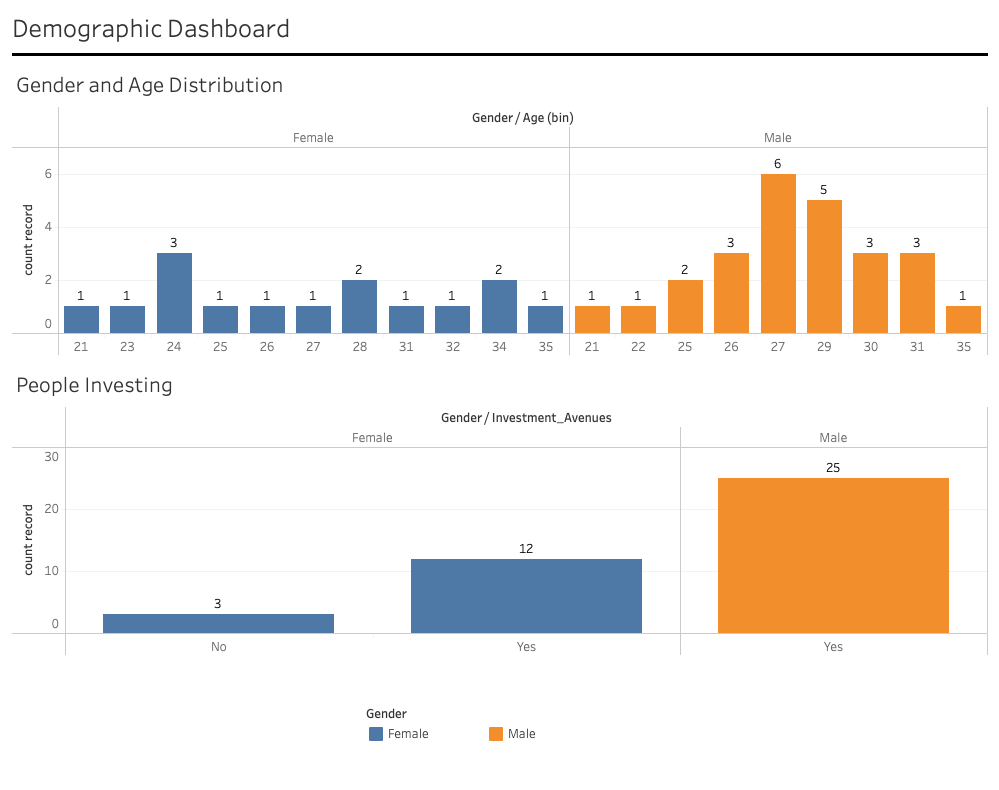 Demographic Dashboard
Gender and Age Distribution
Gender / Age (bin)
Female Male
count record
6
4
2
0
1 1 3 1 1 1 2 1 1 2 1 1 1 2 3 6 5 3 3 1
21 23 24 25 26 27 28 31 32 34 35 21 22 25 26 27 29 30 31 35
People Investing
Gender / Investment_Avenues
Female Male
count record
30
20
10
0
3 12 25
No Yes Yes
Gender
Female Male